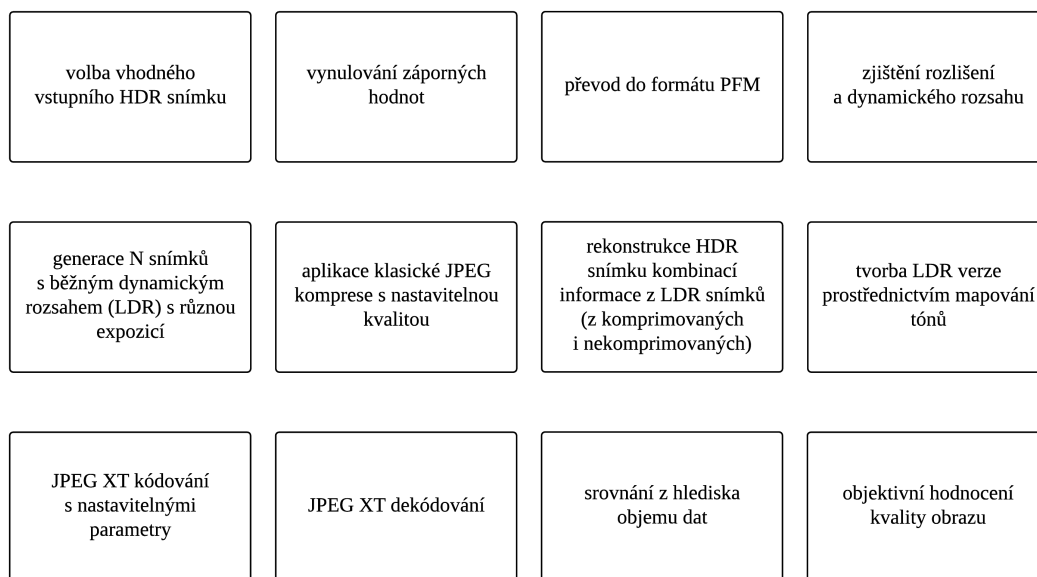 volba vhodného
vstupního HDR snímku
vynulování záporných
hodnot
převod do formátu PFM
zjištění rozlišení
a dynamického rozsahu
generace N snímků
s běžným dynamickým
rozsahem (LDR) s různou
expozicí
aplikace klasické JPEG
komprese s nastavitelnou
kvalitou
rekonstrukce HDR
snímku kombinací
informace z LDR snímků
(z komprimovaných
i nekomprimovaných)
tvorba LDR verze
prostřednictvím mapování
tónů
JPEG XT kódování
s nastavitelnými
parametry
JPEG XT dekódování
srovnání z hlediska
objemu dat
objektivní hodnocení
kvality obrazu